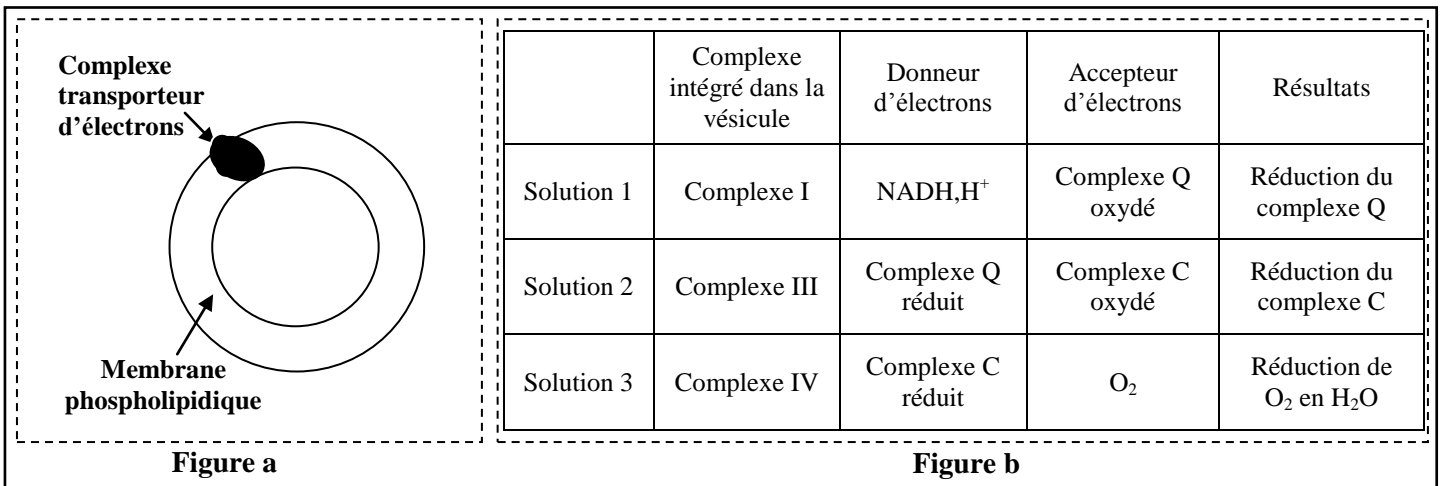 Complexe
transporteur
d'électrons
Membrane
phospholipidique
Figure a
Complexe
intégré dans la
vésicule
Donneur
d'électrons
Accepteur
d'électrons
Résultats
Solution 1
Complexe I
NADH,H⁺
Complexe Q
oxydé
Réduction du
complexe Q
Solution 2
Complexe III
Complexe Q
réduit
Complexe C
oxydé
Réduction du
complexe C
Solution 3
Complexe IV
Complexe C
réduit
O₂
Réduction de
O₂ en H₂O
Figure b